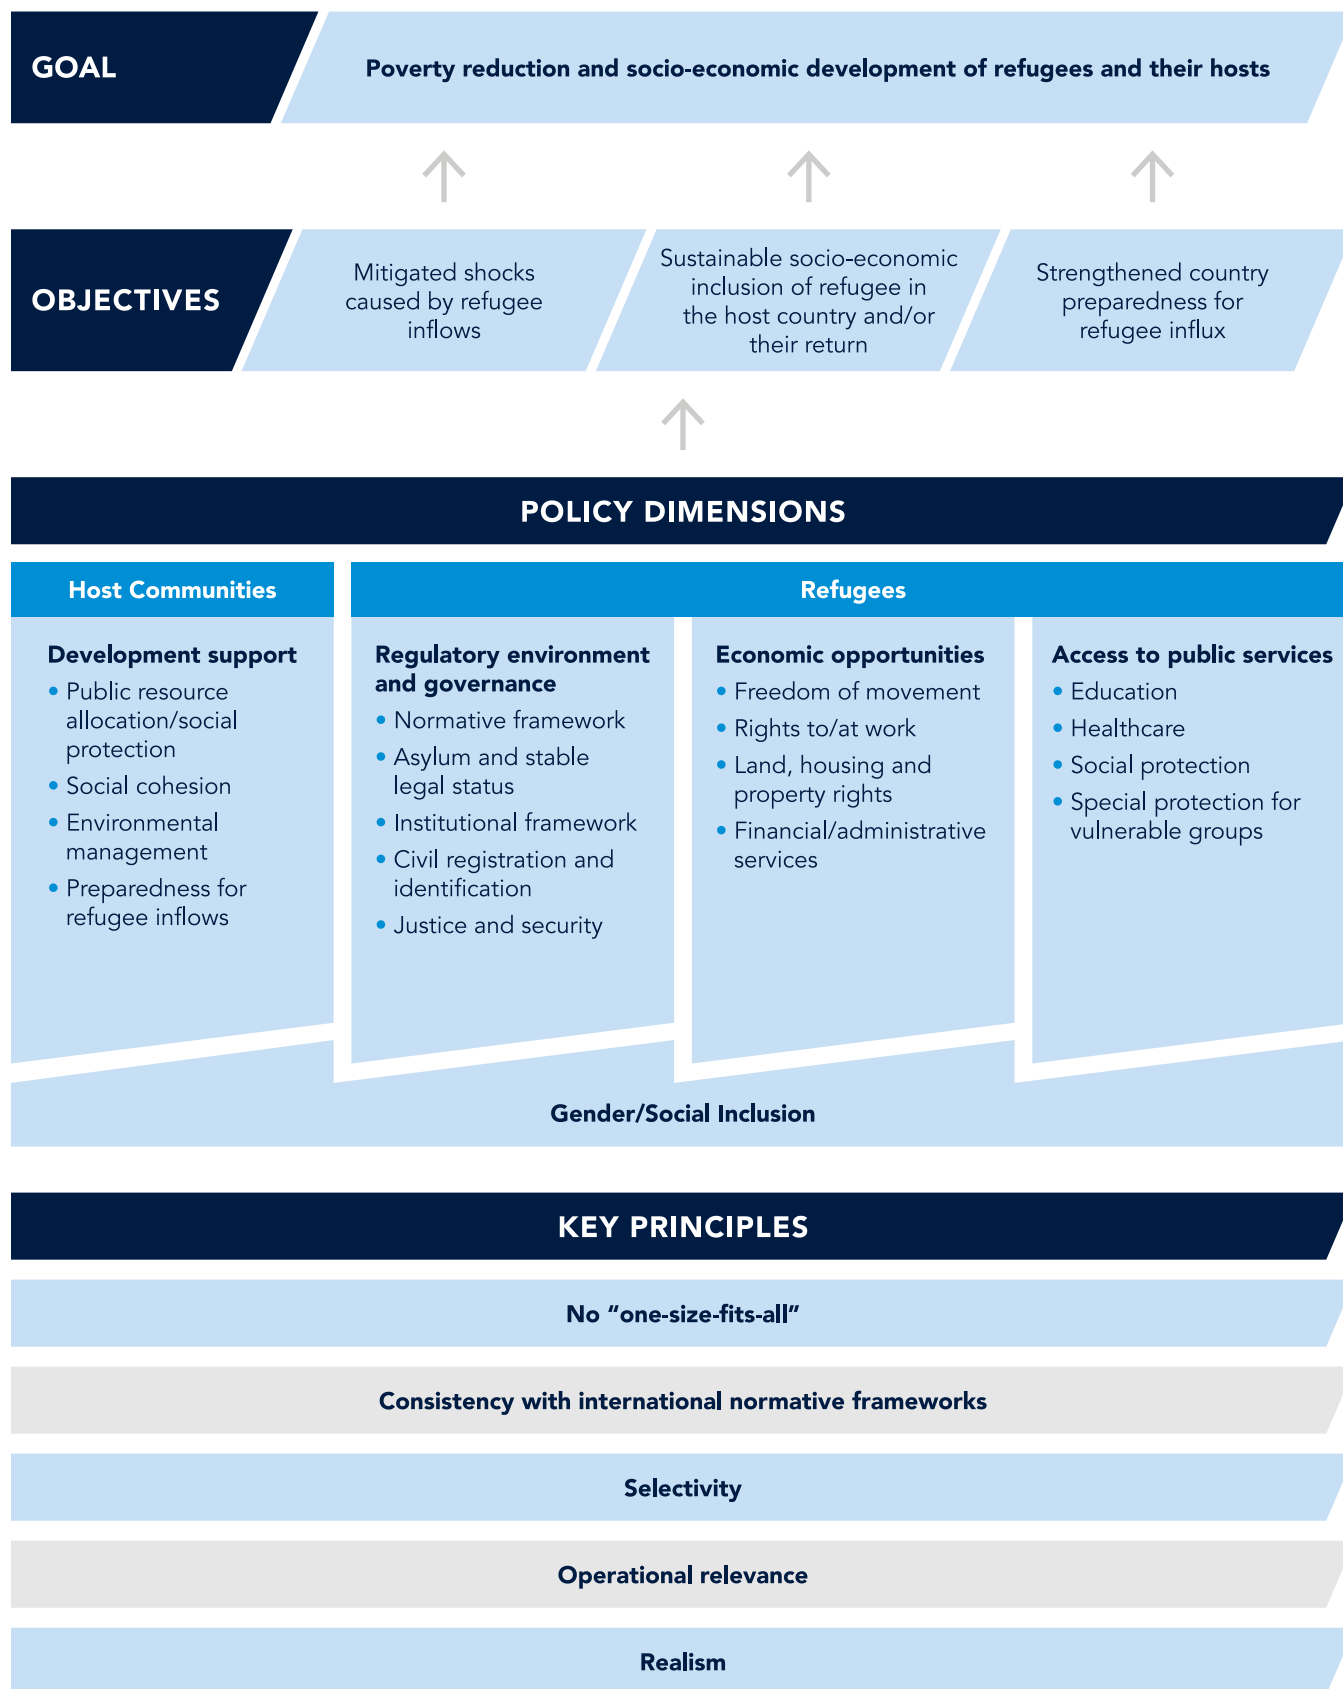 GOAL
Poverty reduction and socio-economic development of refugees and their hosts
OBJECTIVES
Mitigated shocks
caused by refugee
inflows
Sustainable socio-economic
inclusion of refugee in
the host country and/or
their return
Strengthened country
preparedness for
refugee influx
POLICY DIMENSIONS
Host Communities
Development support
• Public resource
allocation/social
protection
• Social cohesion
• Environmental
management
• Preparedness for
refugee inflows
Refugees
Regulatory environment
and governance
• Normative framework
• Asylum and stable
legal status
• Institutional framework
• Civil registration and
identification
• Justice and security
Economic opportunities
• Freedom of movement
• Rights to/at work
• Land, housing and
property rights
• Financial/administrative
services
Access to public services
• Education
• Healthcare
• Social protection
• Special protection for
vulnerable groups
Gender/Social Inclusion
KEY PRINCIPLES
No “one-size-fits-all”
Consistency with international normative frameworks
Selectivity
Operational relevance
Realism